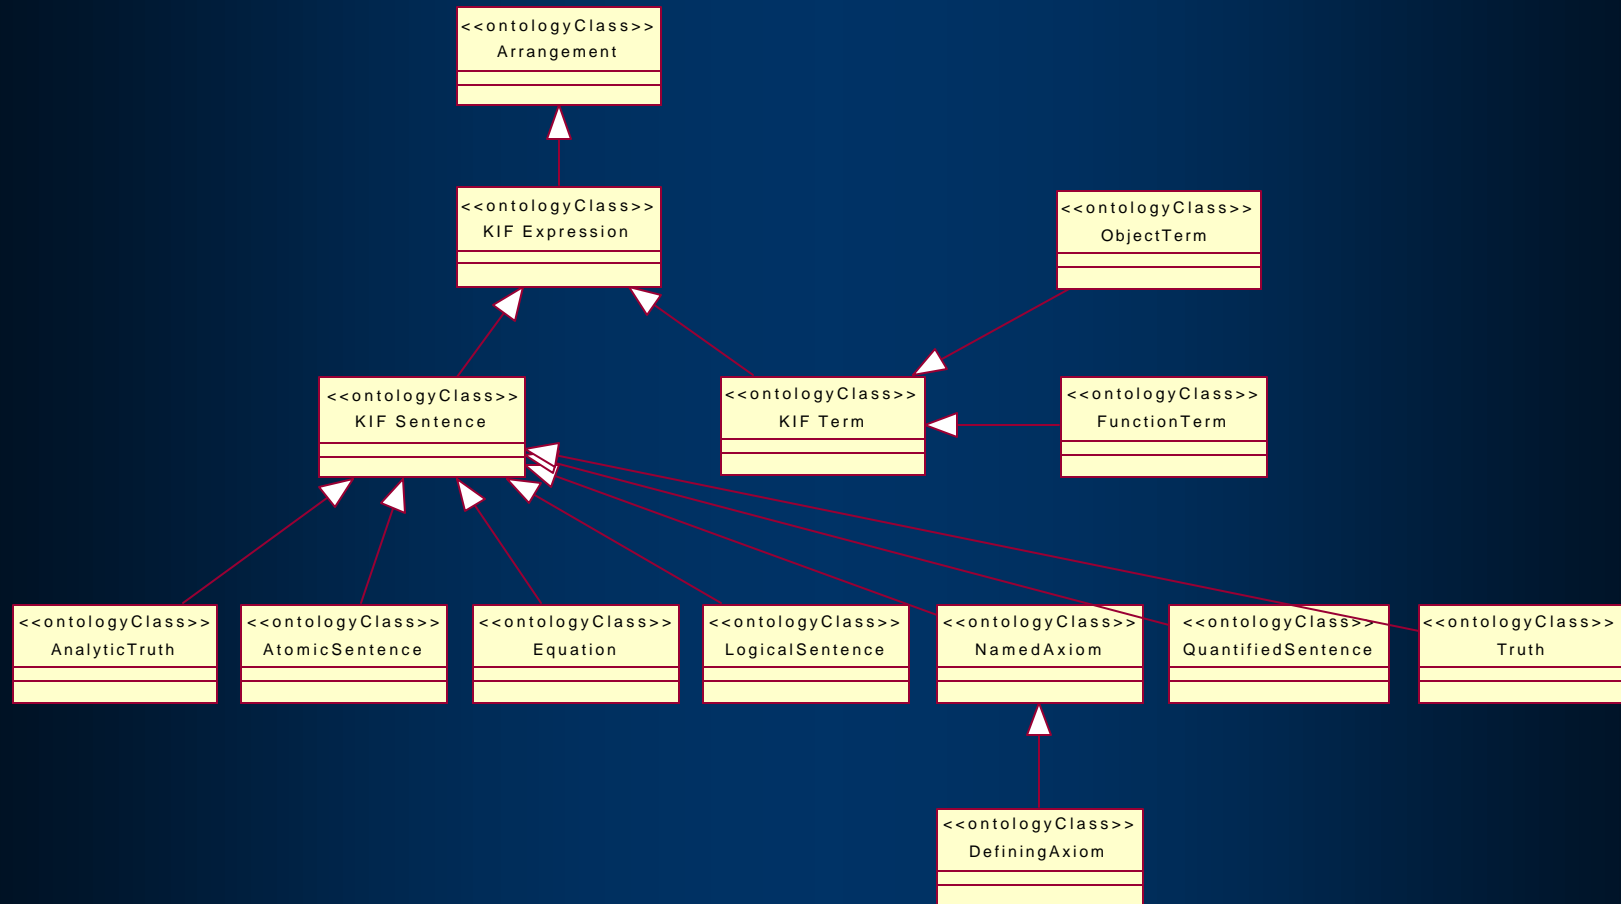 <<ontologyClass>>
Arrangement
<<ontologyClass>>
KIF Expression
<<ontologyClass>>
ObjectTerm
<<ontologyClass>>
KIF Sentence
<<ontologyClass>>
KIF Term
<<ontologyClass>>
FunctionTerm
<<ontologyClass>>
AnalyticTruth
<<ontologyClass>>
AtomicSentence
<<ontologyClass>>
Equation
<<ontologyClass>>
LogicalSentence
<<ontologyClass>>
NamedAxiom
<<ontologyClass>>
QuantifiedSentence
<<ontologyClass>>
Truth
<<ontologyClass>>
DefiningAxiom